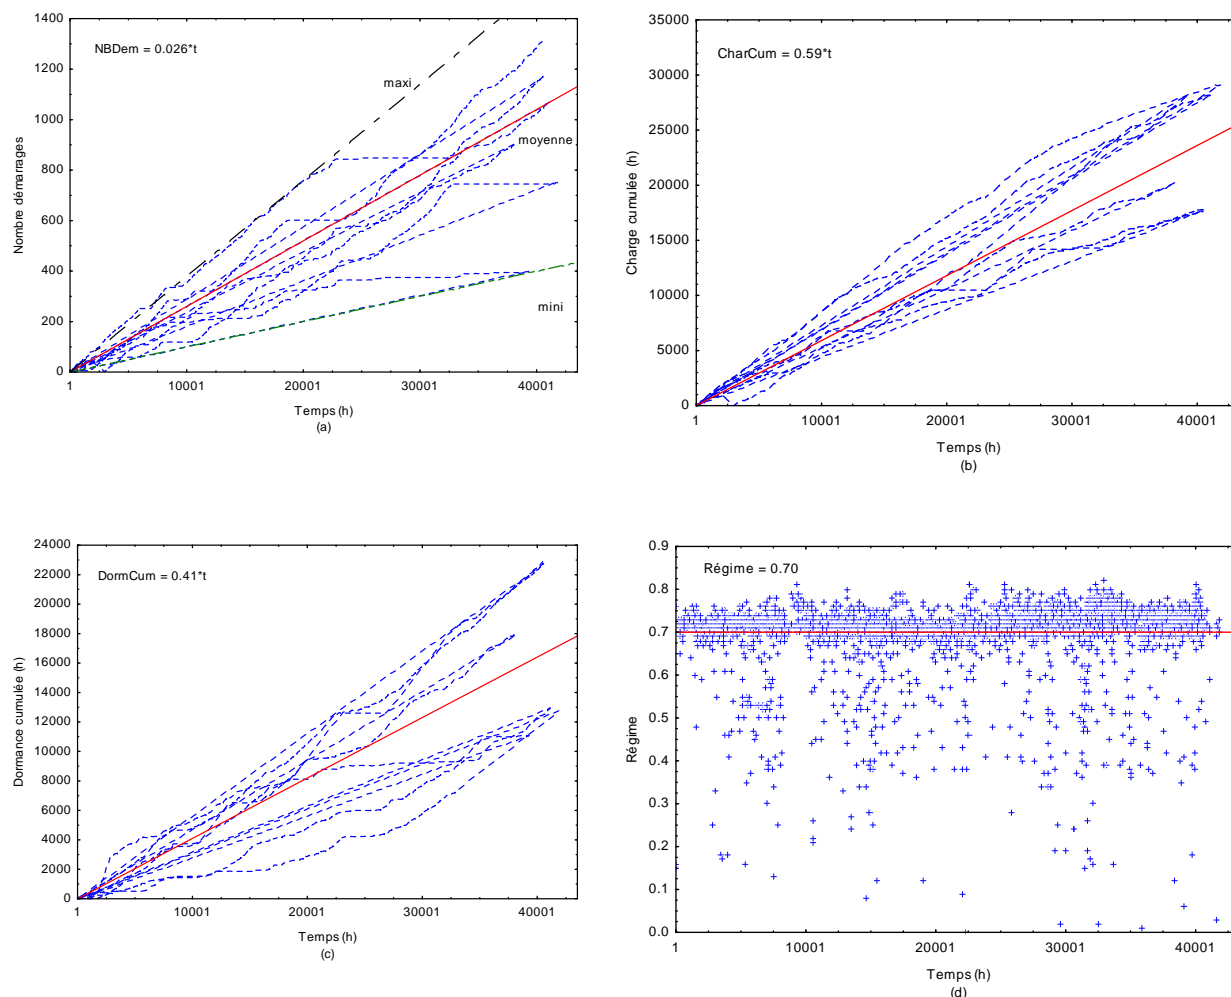 NBDem = 0.026*t
maxi
moyenne
mini
Nombre démarrages
1400
1200
1000
800
600
400
200
0
1 10001 20001 30001 40001
Temps (h)
(a)
CharCum = 0.59*t
Charge cumulée (h)
35000
30000
25000
20000
15000
10000
5000
0
1 10001 20001 30001 40001
Temps (h)
(b)
DormCum = 0.41*t
Dormance cumulée (h)
24000
22000
20000
18000
16000
14000
12000
10000
8000
6000
4000
2000
0
1 10001 20001 30001 40001
Temps (h)
(c)
Régime = 0.70
Régime
0.9
0.8
0.7
0.6
0.5
0.4
0.3
0.2
0.1
0.0
1 10001 20001 30001 40001
Temps (h)
(d)